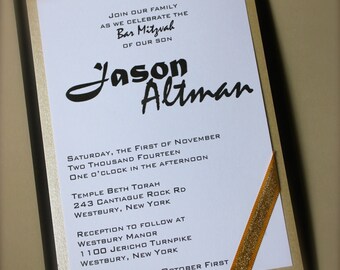 Join our family
as we celebrate the
Bar Mitzvah
of our son
Jason
Altman
Saturday, the First of November
Two Thousand Fourteen
One o'clock in the afternoon
Temple Beth Torah
243 Cantiague Rock Rd
Westbury, New York
Reception to follow at
Westbury Manor
1100 Jericho Turnpike
Westbury, New York
October First